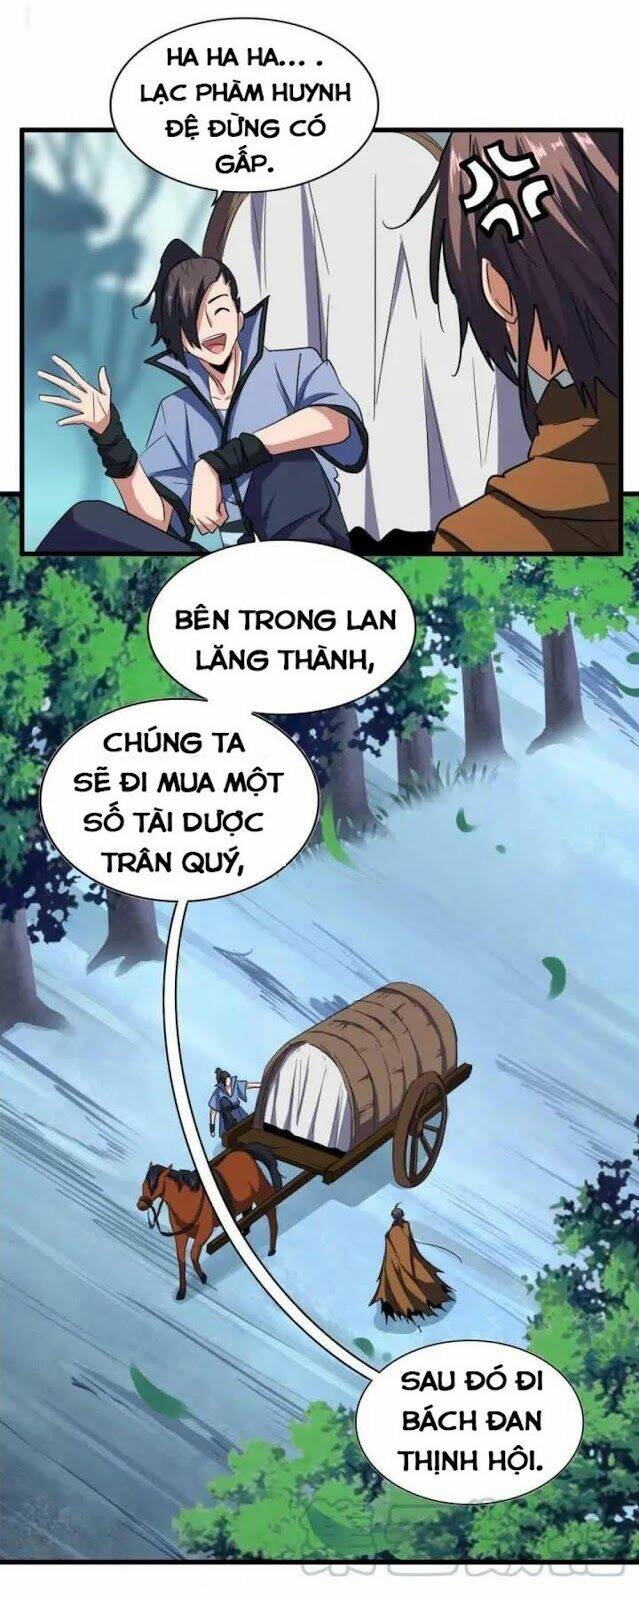 HA HA HA... .
LẠC PHÀM HUYNH
ĐỆ ĐỪNG CÓ
GẤP.
BÊN TRONG LAN
LĂNG THÀNH,
CHÚNG TA
SẼ ĐI MUA MỘT
SỐ TÀI DƯỢC
TRÂN QUÝ,
SAU ĐÓ ĐI
BÁCH ĐAN
THỊNH HỘI.